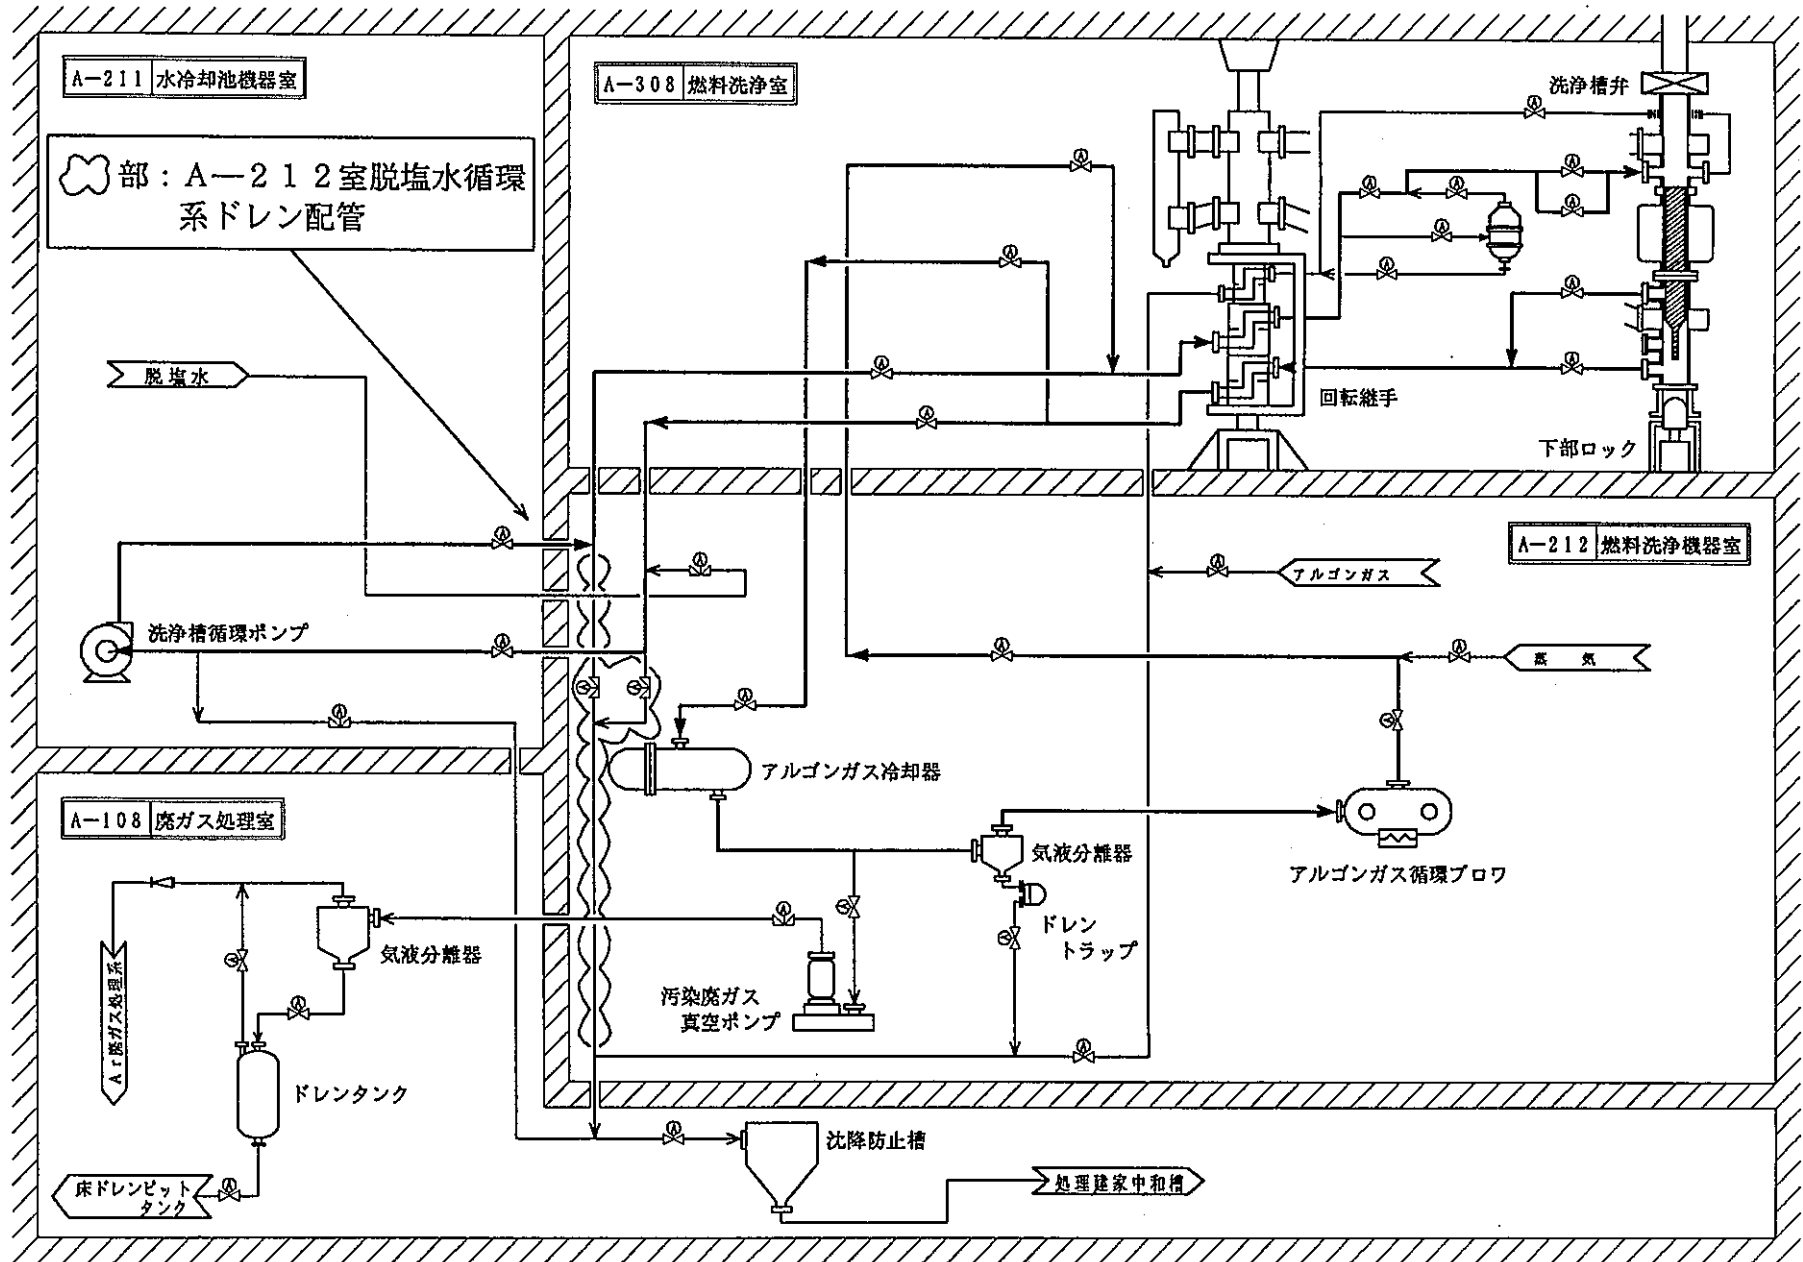 A-211 水冷却池機器室
部：A-212室脱塩水循環
系ドレン配管
A-308 燃料洗浄室
洗浄槽弁
脱塩水
回転継手
下部ロック
A-212 燃料洗浄機器室
アルゴンガス
洗浄槽循環ポンプ
蒸気
アルゴンガス冷却器
A-108 廃ガス処理室
気液分離器
アルゴンガス循環ブロワ
ドレン
トラップ
気液分離器
汚染廃ガス
真空ポンプ
Ar廃ガス処理系
ドレンタンク
沈降防止槽
床ドレンピット
タンク
処理建家中和槽